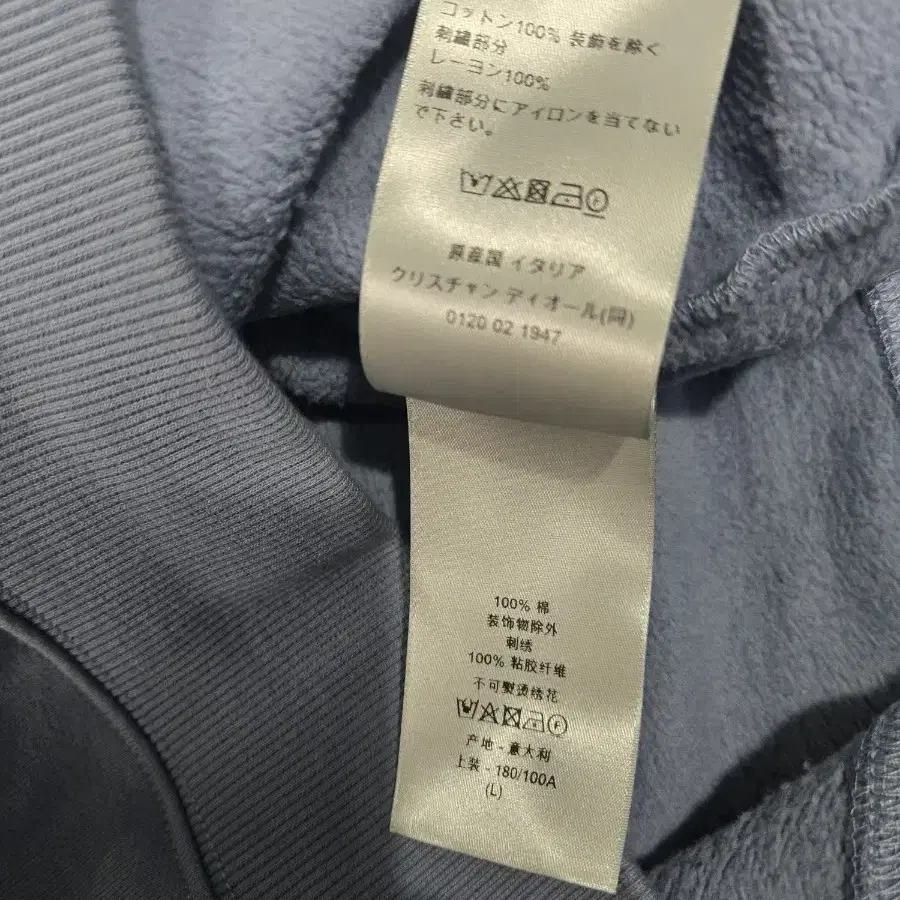 コットン100% 装飾を除く
刺繍部分
レーヨン100%
刺繍部分にアイロンを当てない
で下さい。
原産国 イタリア
クリスチャン ディオール(同)
0120 02 1947
100% 棉
装饰物除外
刺绣
100% 粘胶纤维
不可熨烫绣花
产地 - 意大利
上装 - 180/100A
(L)